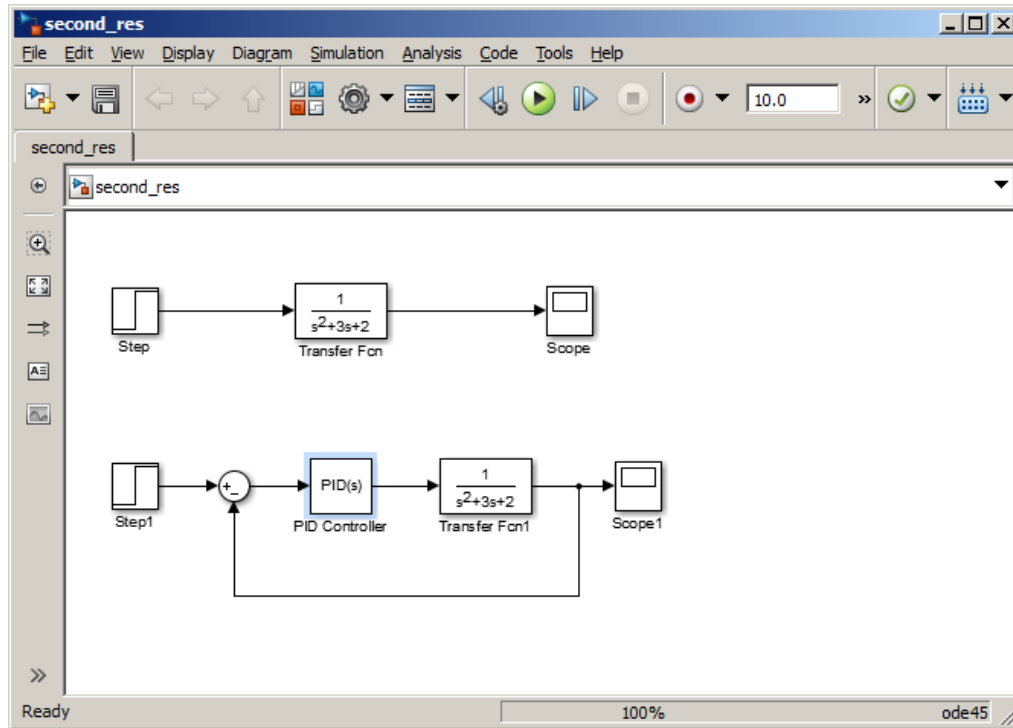 second_res
File Edit View Display Diagram Simulation Analysis Code Tools Help
10.0 »
second_res
second_res
1
s²+3s+2
Step
Transfer Fcn
Scope
+
−
PID(s)
1
s²+3s+2
Step1
PID Controller
Transfer Fcn1
Scope1
Ready 100% ode45